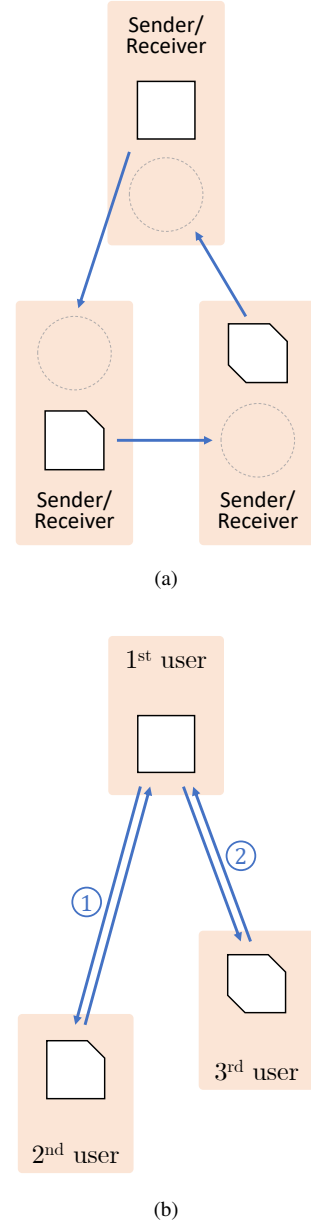 Sender/
Receiver
Sender/
Receiver
Sender/
Receiver
(a)
1st user
1
2
3rd user
2nd user
(b)